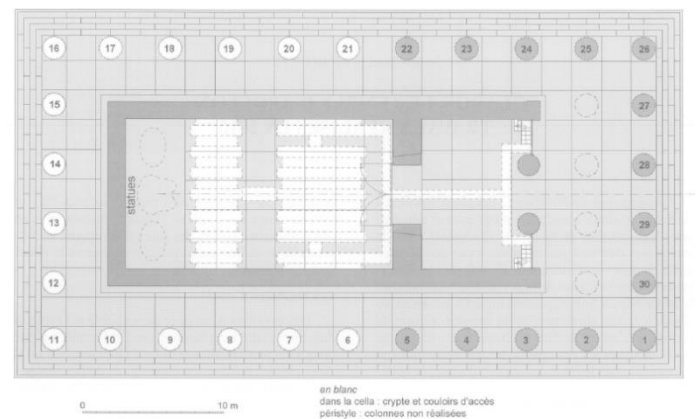 16 17 18 19 20 21 22 23 24 25 26
15 27
14 28
statues
13 29
12 30
11 10 9 8 7 6 5 4 3 2 1
0 10 m
en blanc
dans la cella : crypte et couloirs d'accès
péristyle : colonnes non réalisées